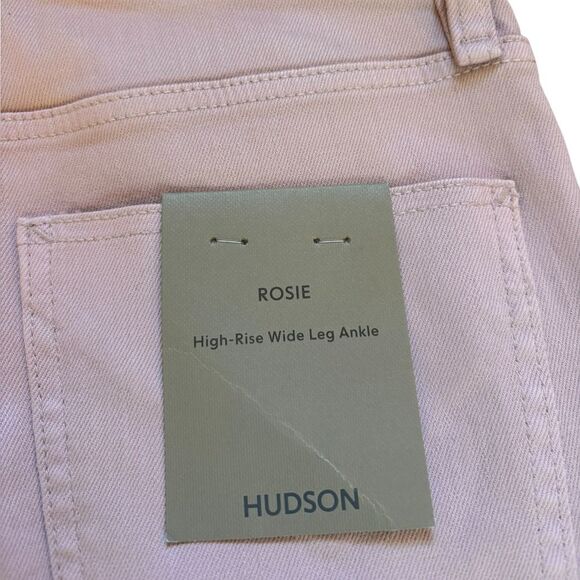 ROSIE
High-Rise Wide Leg Ankle
HUDSON